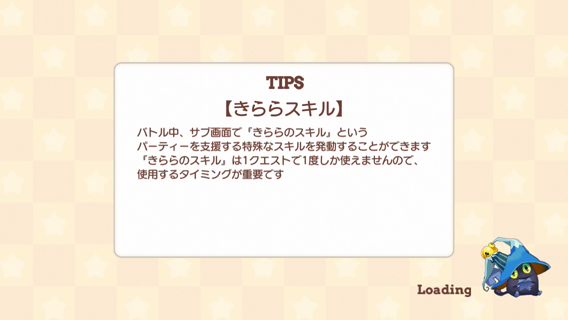 TIPS
【きららスキル】
バトル中、サブ画面で「きららのスキル」という
パーティーを支援する特殊なスキルを発動することができます
「きららのスキル」は1クエストで1度しか使えませんので、
使用するタイミングが重要です
Loading